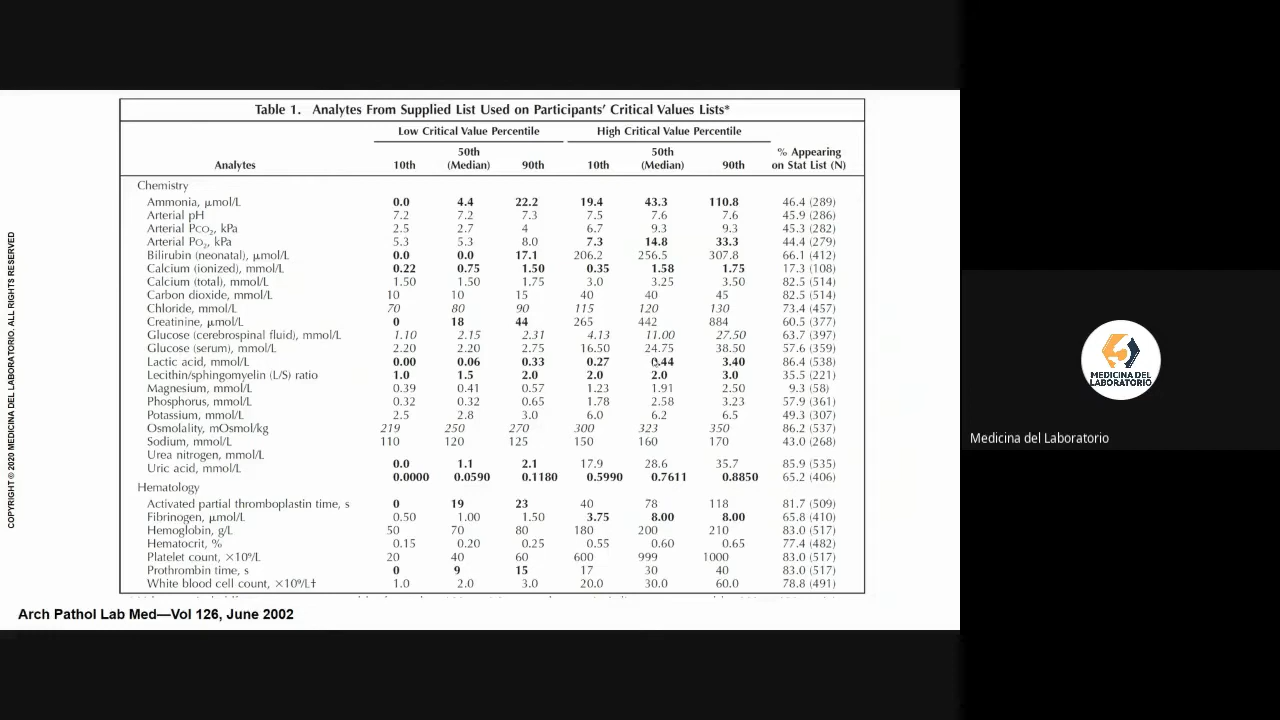 Table 1. Analytes From Supplied List Used on Participants' Critical Values Lists*
Low Critical Value Percentile High Critical Value Percentile
Analytes 10th 50th (Median) 90th 10th 50th (Median) 90th % Appearing on Stat List (N)
Chemistry
Ammonia, μmol/L 0.0 4.4 22.2 19.4 43.3 110.8 46.4 (289)
Arterial pH 7.2 7.2 7.3 7.5 7.6 7.6 45.9 (286)
Arterial PCO2, kPa 2.5 2.7 4 6.7 9.3 9.3 45.3 (282)
Arterial PO2, kPa 5.3 5.3 8.0 7.3 14.8 33.3 44.4 (279)
Bilirubin (neonatal), μmol/L 0.0 0.0 17.1 206.2 256.5 307.8 66.1 (412)
Calcium (ionized), mmol/L 0.22 0.75 1.50 0.35 1.58 1.75 17.3 (108)
Calcium (total), mmol/L 1.50 1.50 1.75 3.0 3.25 3.50 82.5 (514)
Carbon dioxide, mmol/L 10 10 15 40 40 45 82.5 (514)
Chloride, mmol/L 70 80 90 115 120 130 73.4 (457)
Creatinine, μmol/L 0 18 44 265 442 884 60.5 (377)
Glucose (cerebrospinal fluid), mmol/L 1.10 2.15 2.31 4.13 11.00 27.50 63.7 (397)
Glucose (serum), mmol/L 2.20 2.20 2.75 16.50 24.75 38.50 57.6 (359)
Lactic acid, mmol/L 0.00 0.06 0.33 0.27 0.44 3.40 86.4 (538)
Lecithin/sphingomyelin (L/S) ratio 1.0 1.5 2.0 2.0 2.0 3.0 35.5 (221)
Magnesium, mmol/L 0.39 0.41 0.57 1.23 1.91 2.50 9.3 (58)
Phosphorus, mmol/L 0.32 0.32 0.65 1.78 2.58 3.23 57.9 (361)
Potassium, mmol/L 2.5 2.8 3.0 6.0 6.2 6.5 49.3 (307)
Osmolality, mOsmol/kg 219 250 270 300 323 350 86.2 (537)
Sodium, mmol/L 110 120 125 150 160 170 43.0 (268)
Urea nitrogen, mmol/L 0.0 1.1 2.1 17.9 28.6 35.7 85.9 (535)
Uric acid, mmol/L 0.0000 0.0590 0.1180 0.5990 0.7611 0.8850 65.2 (406)
Hematology
Activated partial thromboplastin time, s 0 19 23 40 78 118 81.7 (509)
Fibrinogen, μmol/L 0.50 1.00 1.50 3.75 8.00 8.00 65.8 (410)
Hemoglobin, g/L 50 70 80 180 200 210 83.0 (517)
Hematocrit, % 0.15 0.20 0.25 0.55 0.60 0.65 77.4 (482)
Platelet count, ×10⁹/L 20 40 60 600 999 1000 83.0 (517)
Prothrombin time, s 0 9 15 17 30 40 83.0 (517)
White blood cell count, ×10⁹/L† 1.0 2.0 3.0 20.0 30.0 60.0 78.8 (491)
Arch Pathol Lab Med—Vol 126, June 2002
COPYRIGHT © 2020 MEDICINA DEL LABORATORIO. ALL RIGHTS RESERVED
MEDICINA DEL
LABORATORIO
Medicina del Laboratorio